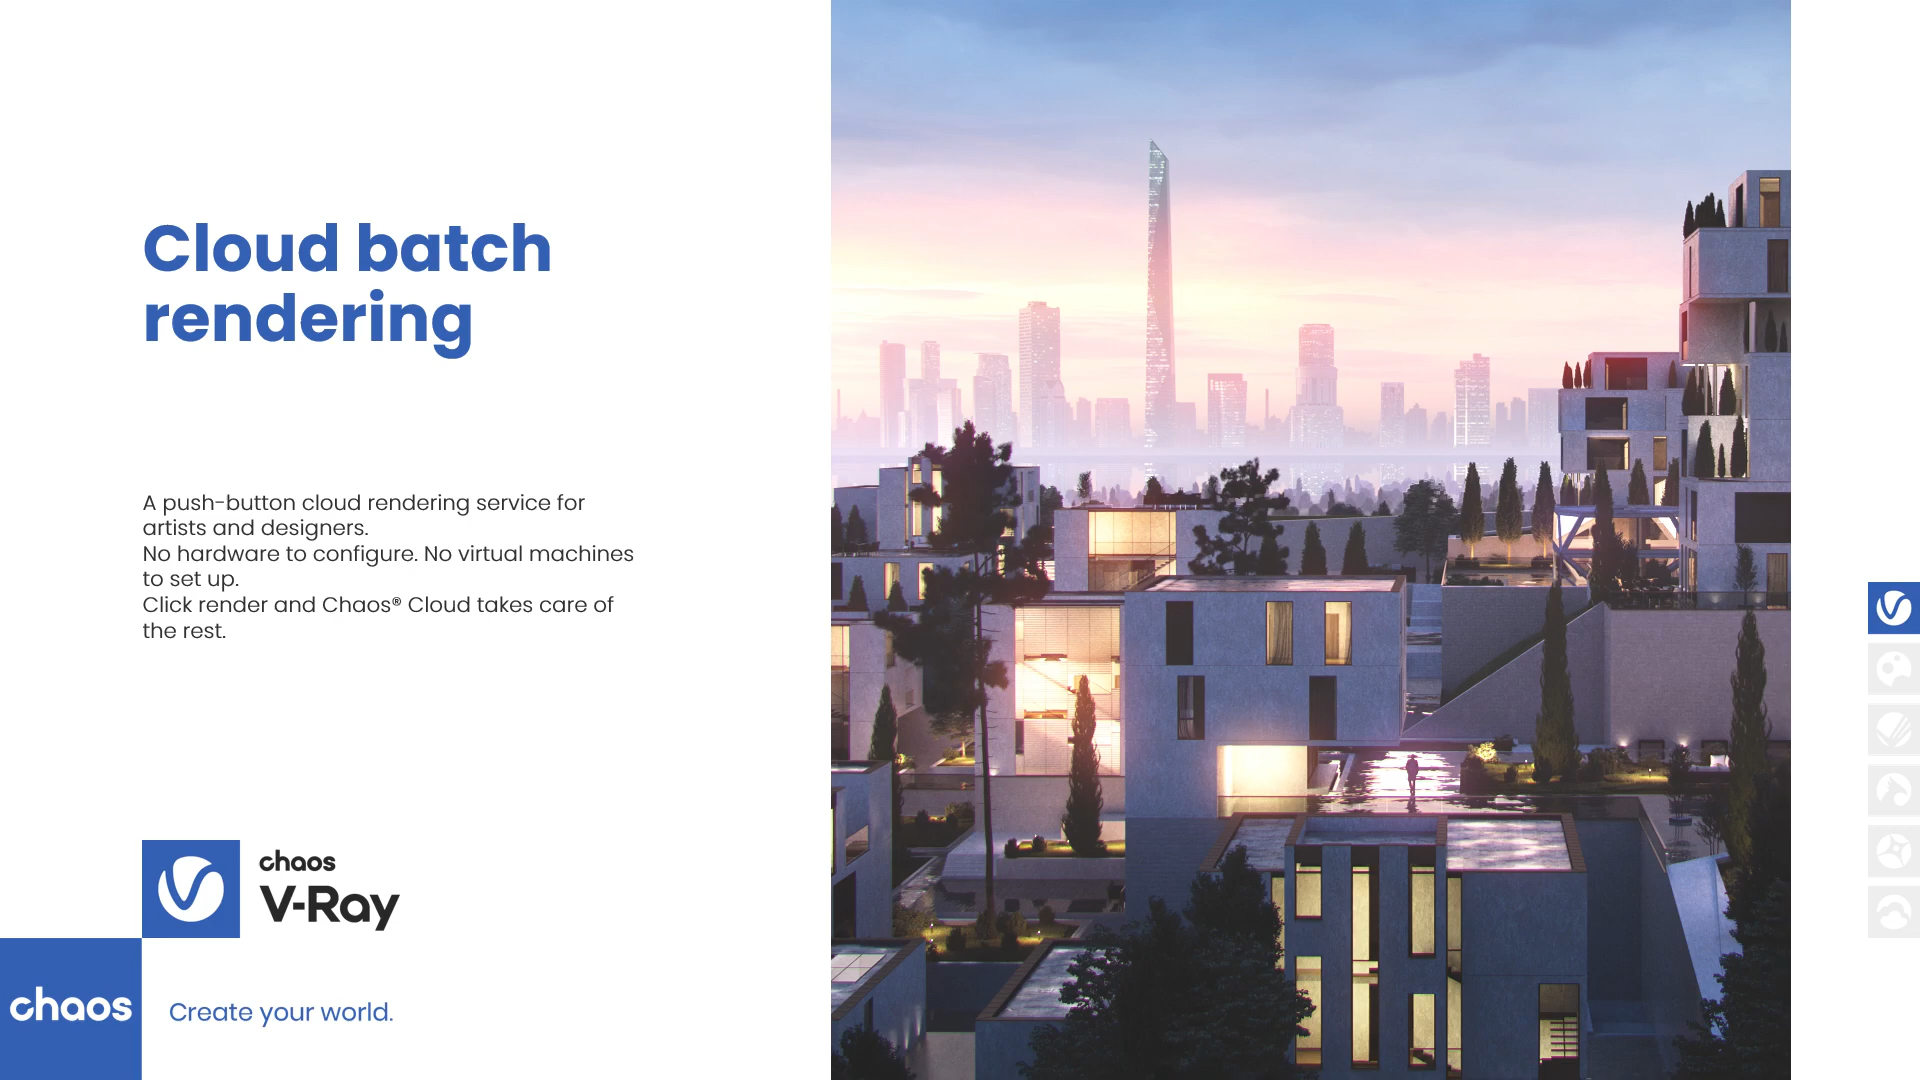 Cloud batch
rendering
A push-button cloud rendering service for
artists and designers.
No hardware to configure. No virtual machines
to set up.
Click render and Chaos® Cloud takes care of
the rest.
chaos
V-Ray
chaos
Create your world.